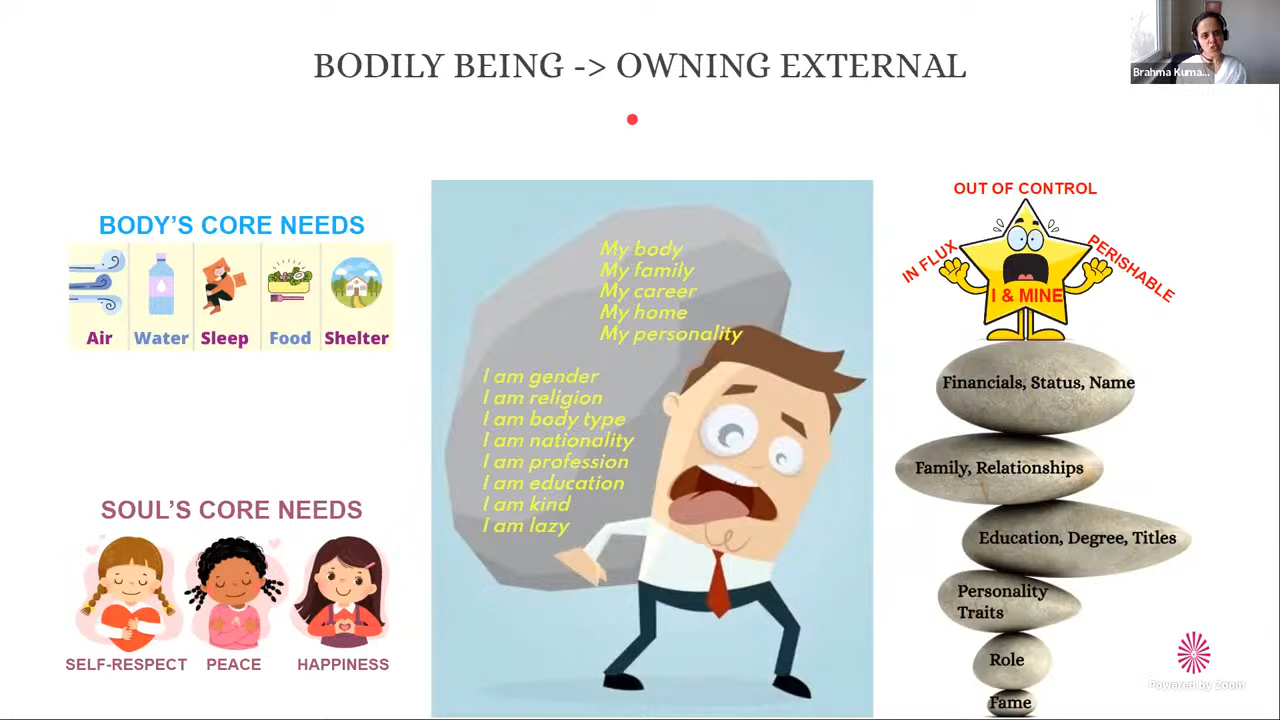 BODILY BEING -> OWNING EXTERNAL
Brahma Kuma...
BODY'S CORE NEEDS
Air
Water
Sleep
Food
Shelter
SOUL'S CORE NEEDS
SELF-RESPECT
PEACE
HAPPINESS
My body
My family
My career
My home
My personality
I am gender
I am religion
I am body type
I am nationality
I am profession
I am education
I am kind
I am lazy
OUT OF CONTROL
IN FLUX
PERISHABLE
I & MINE
Financials, Status, Name
Family, Relationships
Education, Degree, Titles
Personality
Traits
Role
Fame
Powered by Zoom